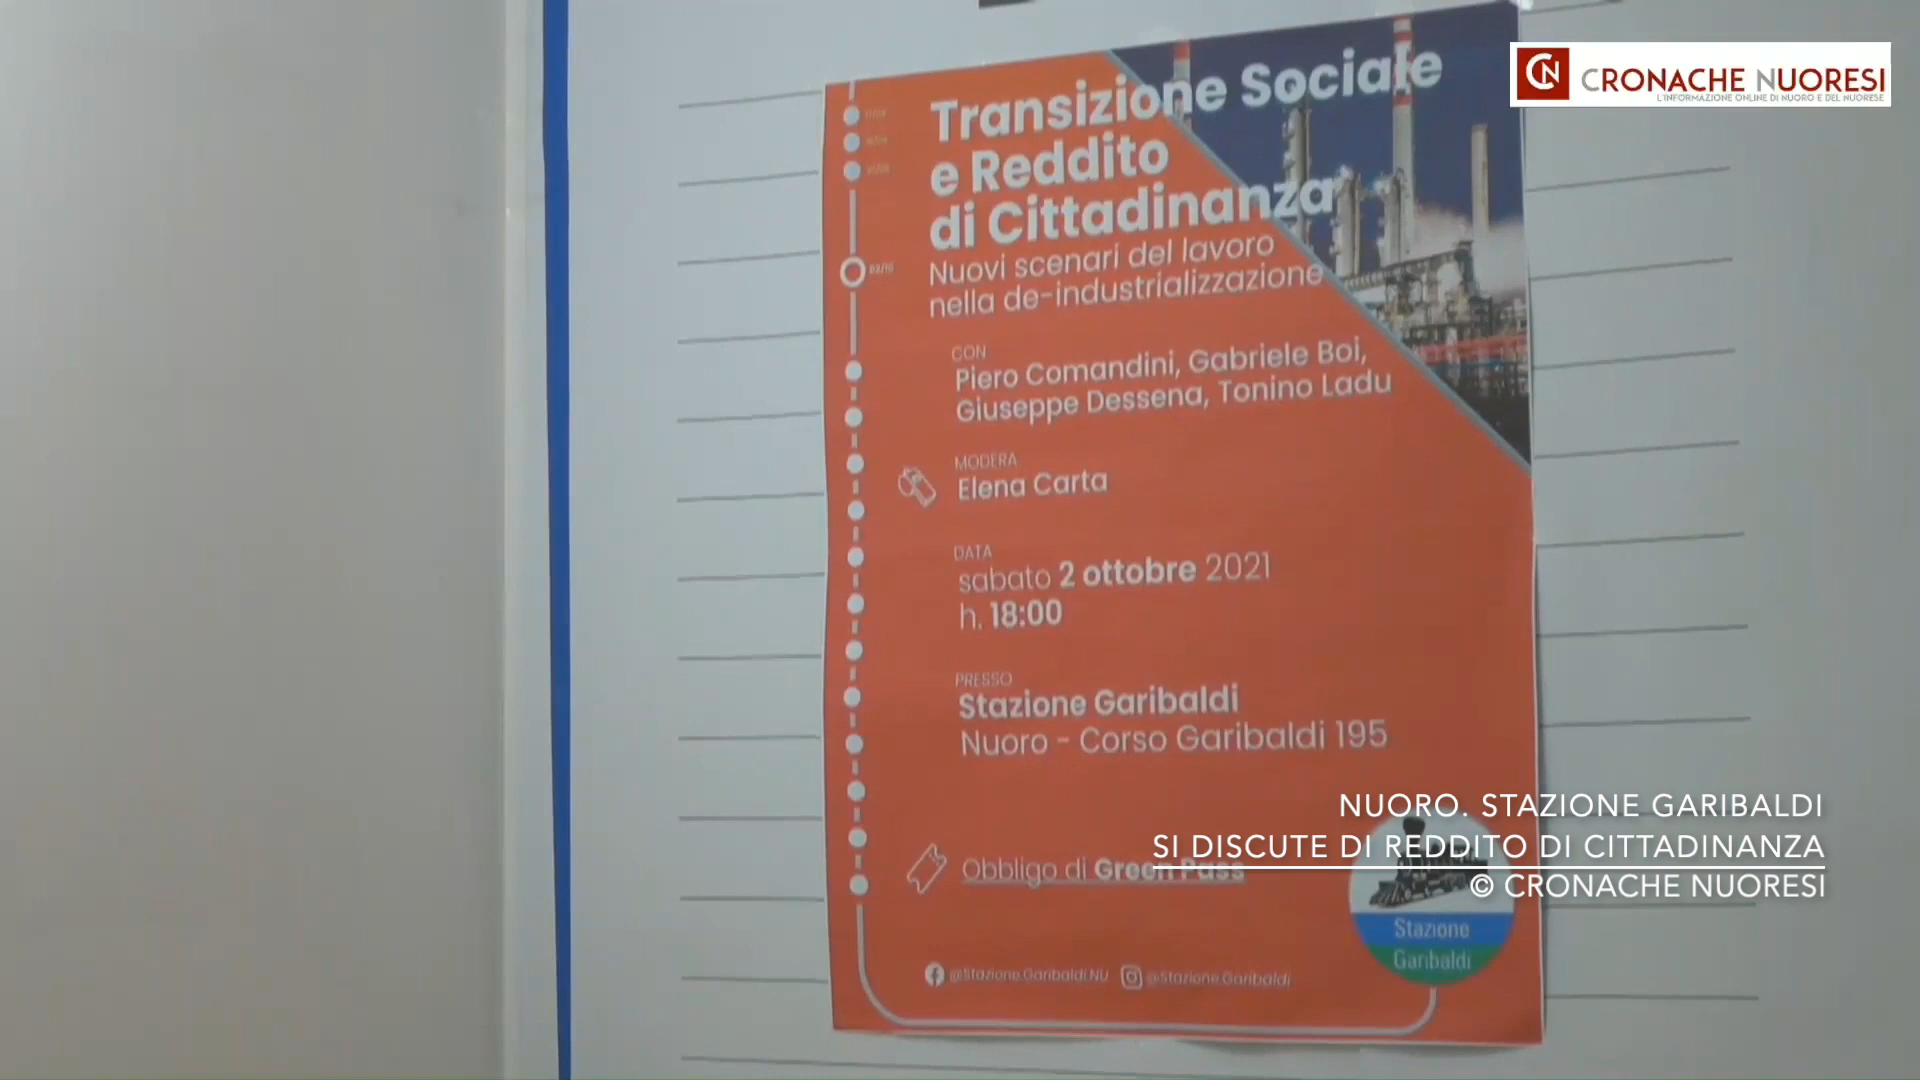 CN CRONACHE NUORESI
L'INFORMAZIONE ONLINE DI NUORO E DEL NUORESE
Transizione Sociale
e Reddito
di Cittadinanza
Nuovi scenari del lavoro
nella de-industrializzazione
02/10
CON
Piero Comandini, Gabriele Boi,
Giuseppe Dessena, Tonino Ladu
MODERA
Elena Carta
DATA
sabato 2 ottobre 2021
h. 18:00
PRESSO
Stazione Garibaldi
Nuoro - Corso Garibaldi 195
Obbligo di Green Pass
@Stazione.Garibaldi.NU @Stazione.Garibaldi
Stazione
Garibaldi
NUORO. STAZIONE GARIBALDI
SI DISCUTE DI REDDITO DI CITTADINANZA
© CRONACHE NUORESI